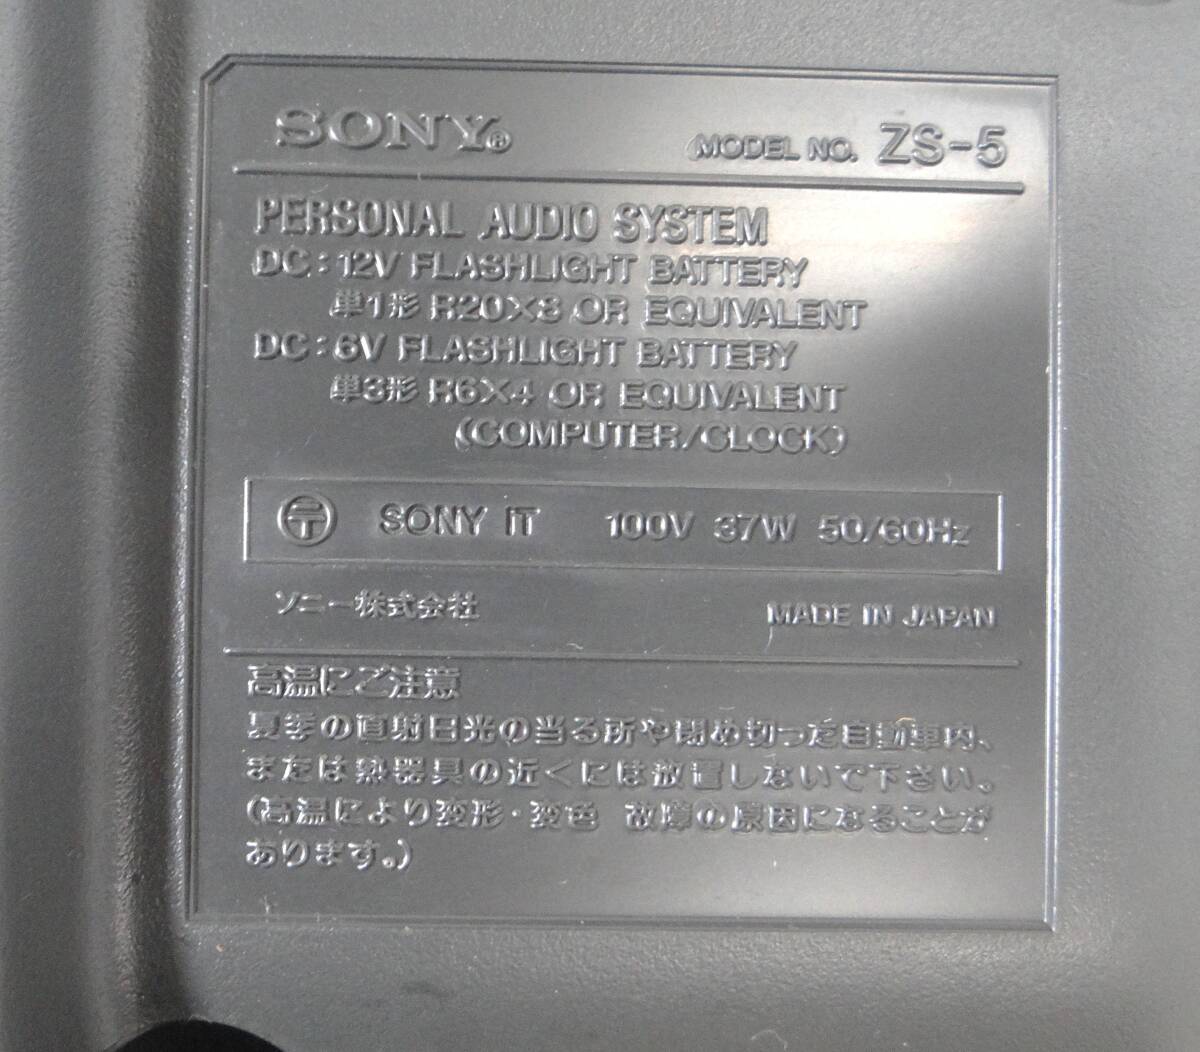 SONY®
MODEL NO. ZS-5
PERSONAL AUDIO SYSTEM
DC:12V FLASHLIGHT BATTERY
単1形 R20×8 OR EQUIVALENT
DC:6V FLASHLIGHT BATTERY
単3形 R6×4 OR EQUIVALENT
(COMPUTER/CLOCK)
〒 SONY IT 100V 37W 50/60Hz
ソニー株式会社 MADE IN JAPAN
高温にご注意
夏季の直射日光の当る所や閉め切った自動車内、
または熱器具の近くには放置しないで下さい。
(高温により変形・変色 故障の原因になることが
あります。)